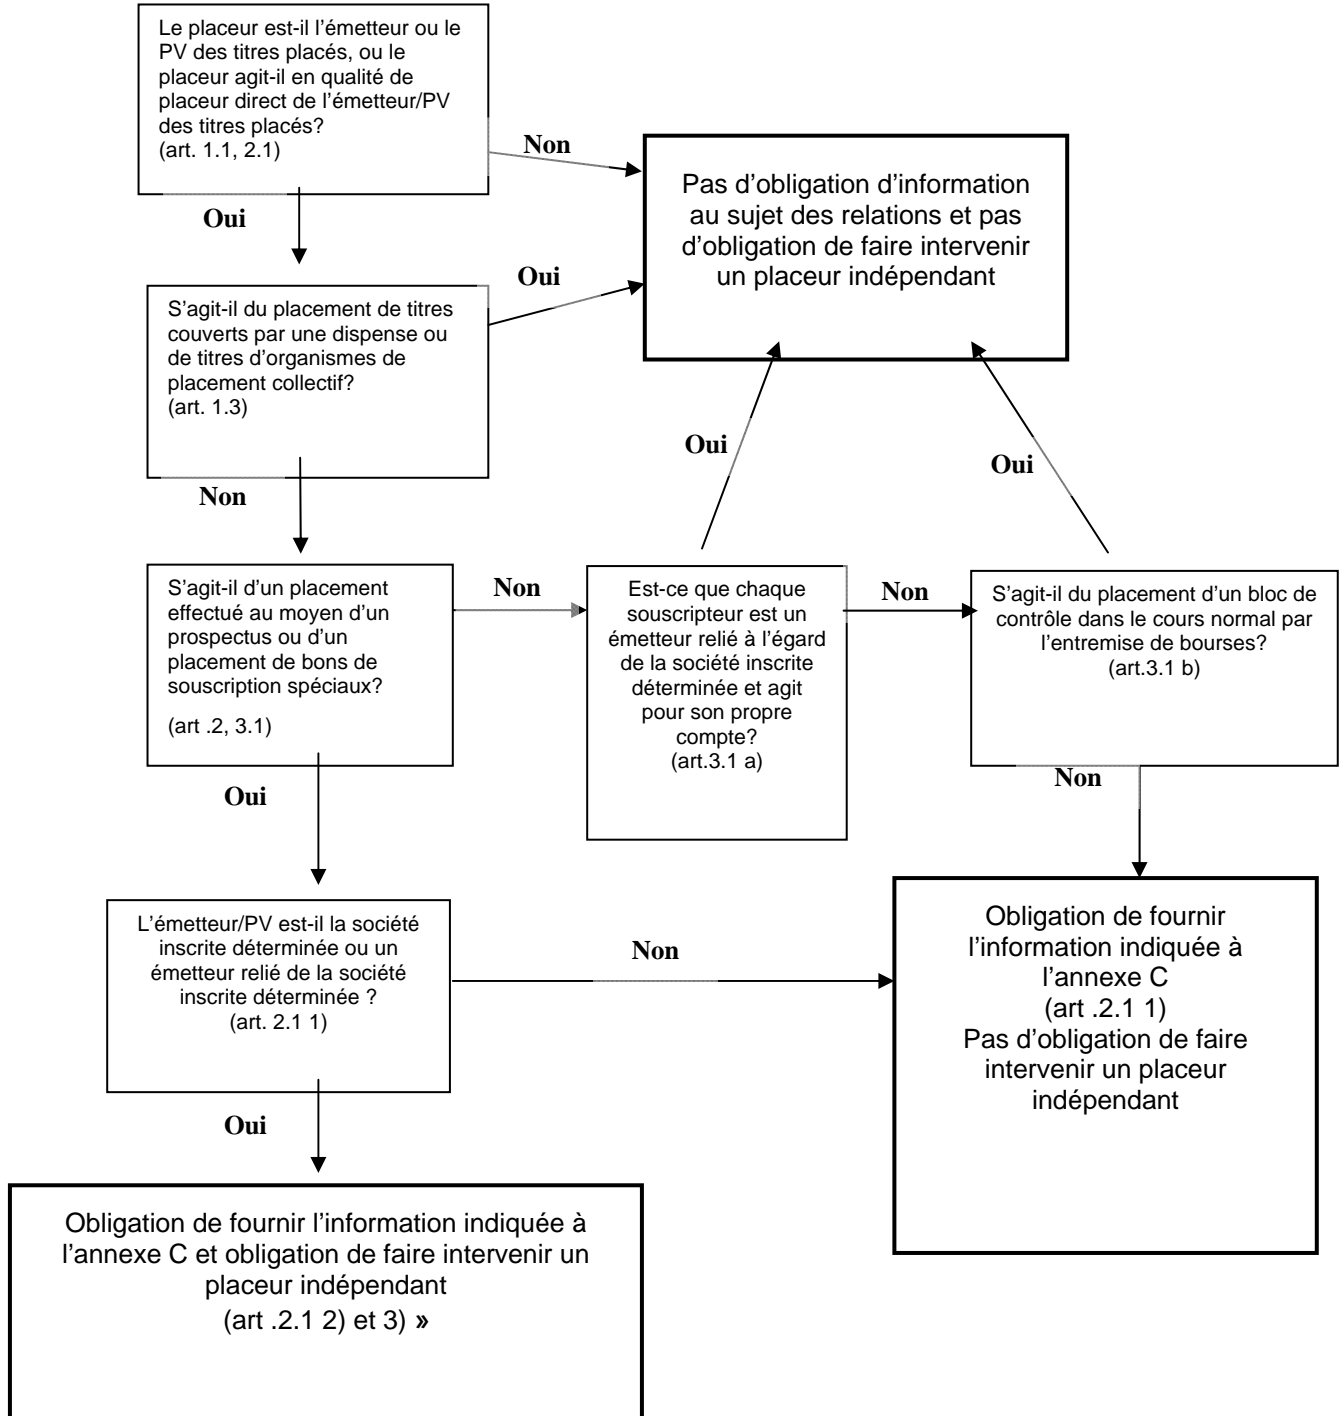 Le placeur est-il l'émetteur ou le
PV des titres placés, ou le
placeur agit-il en qualité de
placeur direct de l'émetteur/PV
des titres placés?
(art. 1.1, 2.1)
Non
Pas d'obligation d'information
au sujet des relations et pas
d'obligation de faire intervenir
un placeur indépendant
Oui
Oui
S'agit-il du placement de titres
couverts par une dispense ou
de titres d'organismes de
placement collectif?
(art. 1.3)
Oui
Oui
Non
S'agit-il d'un placement
effectué au moyen d'un
prospectus ou d'un
placement de bons de
souscription spéciaux?
(art .2, 3.1)
Non
Est-ce que chaque
souscripteur est un
émetteur relié à l'égard
de la société inscrite
déterminée et agit
pour son propre
compte?
(art.3.1 a)
Non
S'agit-il du placement d'un bloc de
contrôle dans le cours normal par
l'entremise de bourses?
(art.3.1 b)
Oui
Non
L'émetteur/PV est-il la société
inscrite déterminée ou un
émetteur relié de la société
inscrite déterminée ?
(art. 2.1 1)
Non
Obligation de fournir
l'information indiquée à
l'annexe C
(art .2.1 1)
Pas d'obligation de faire
intervenir un placeur
indépendant
Oui
Obligation de fournir l'information indiquée à
l'annexe C et obligation de faire intervenir un
placeur indépendant
(art .2.1 2) et 3) »